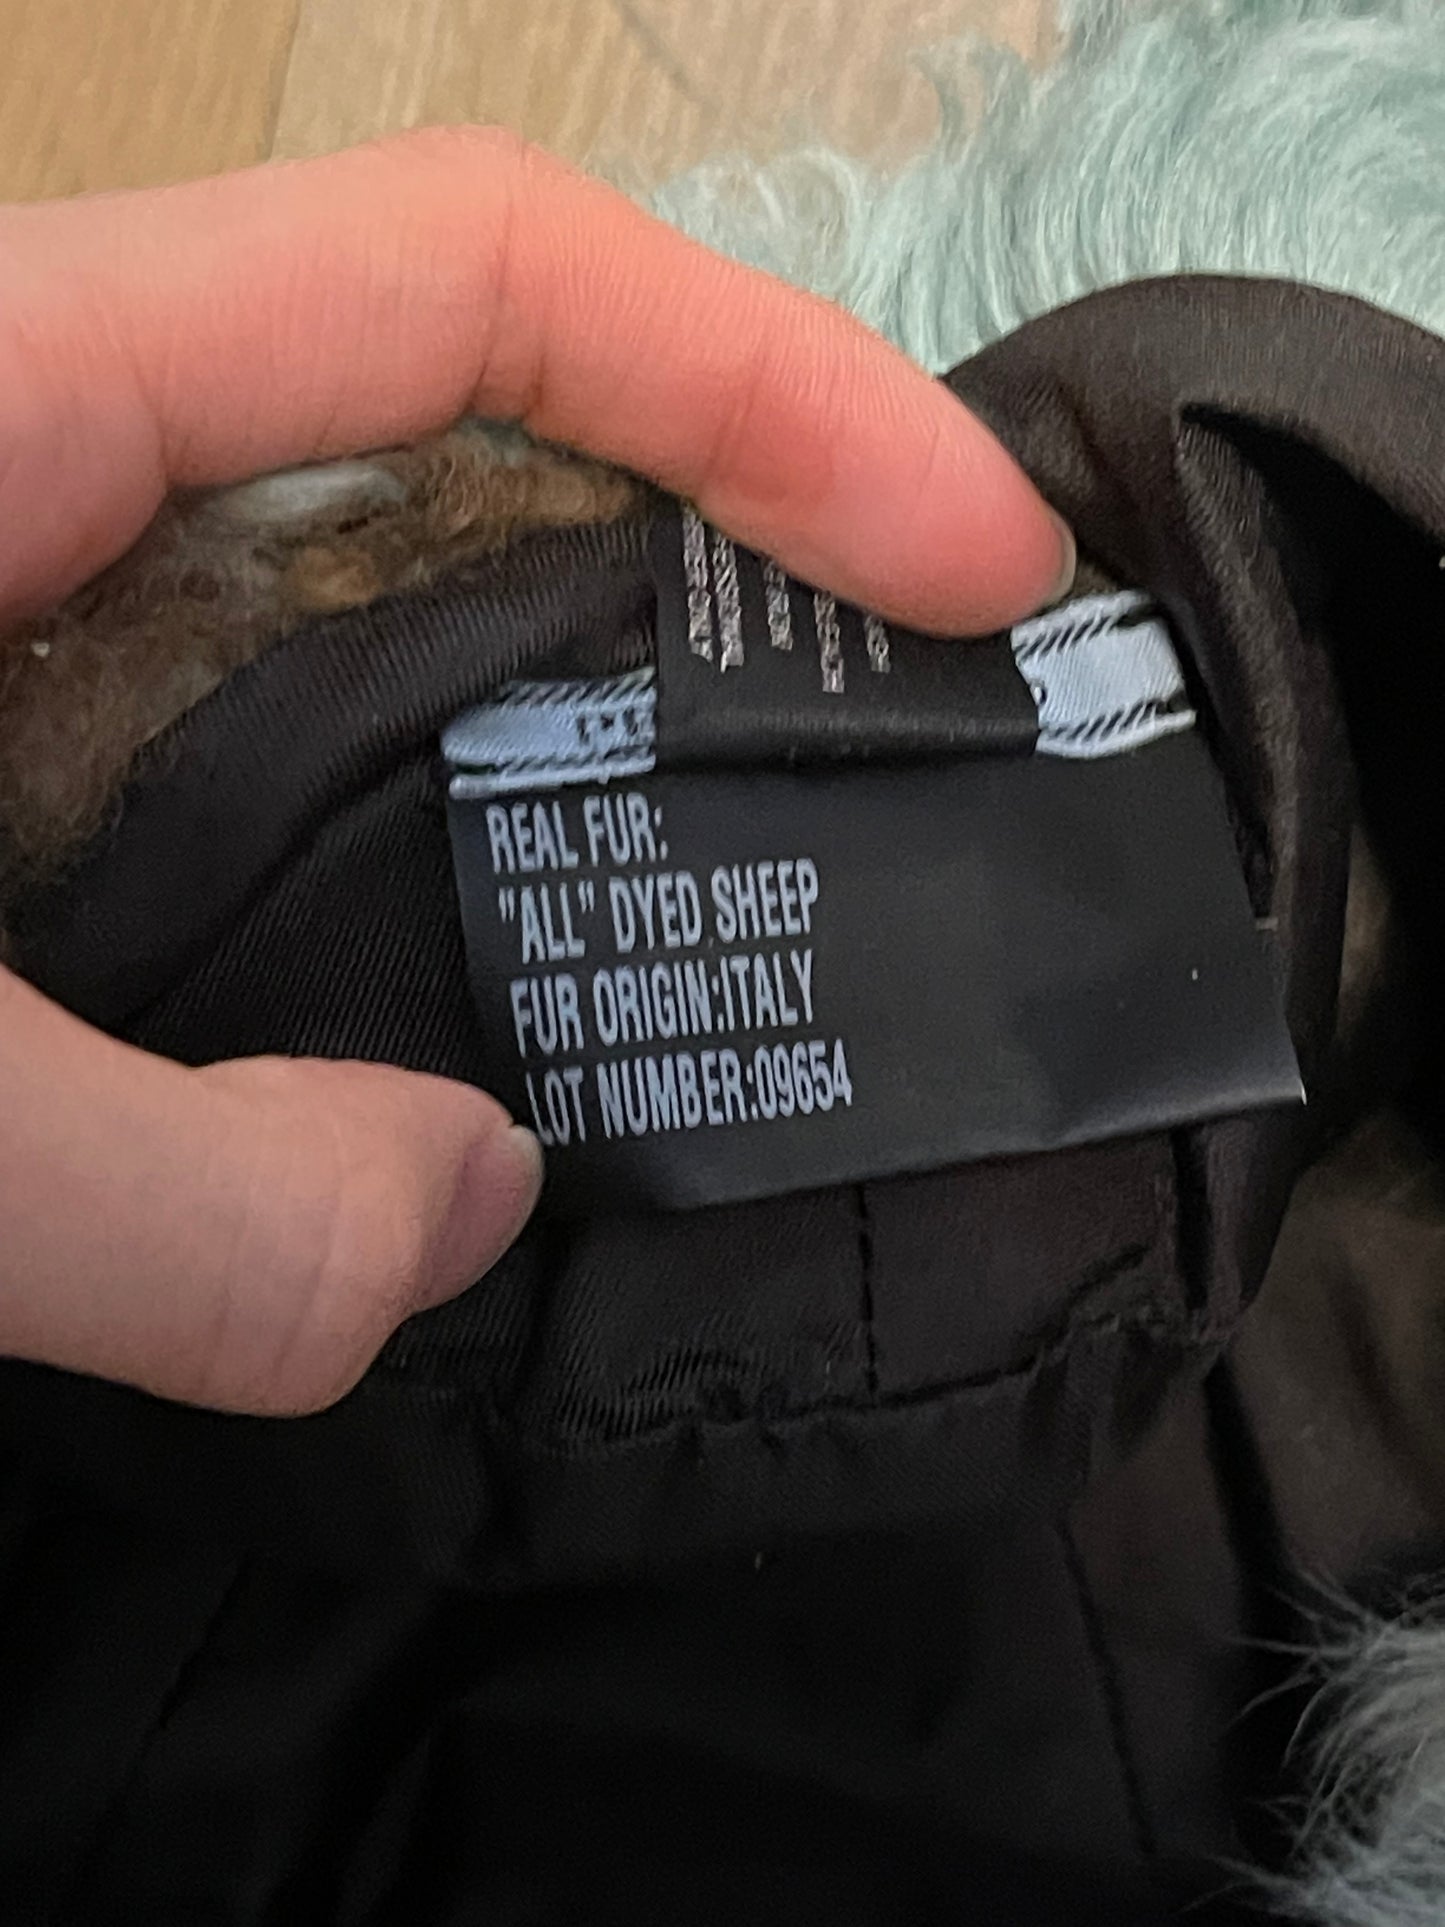 REAL FUR:
"ALL" DYED SHEEP
FUR ORIGIN:ITALY
LOT NUMBER:09654